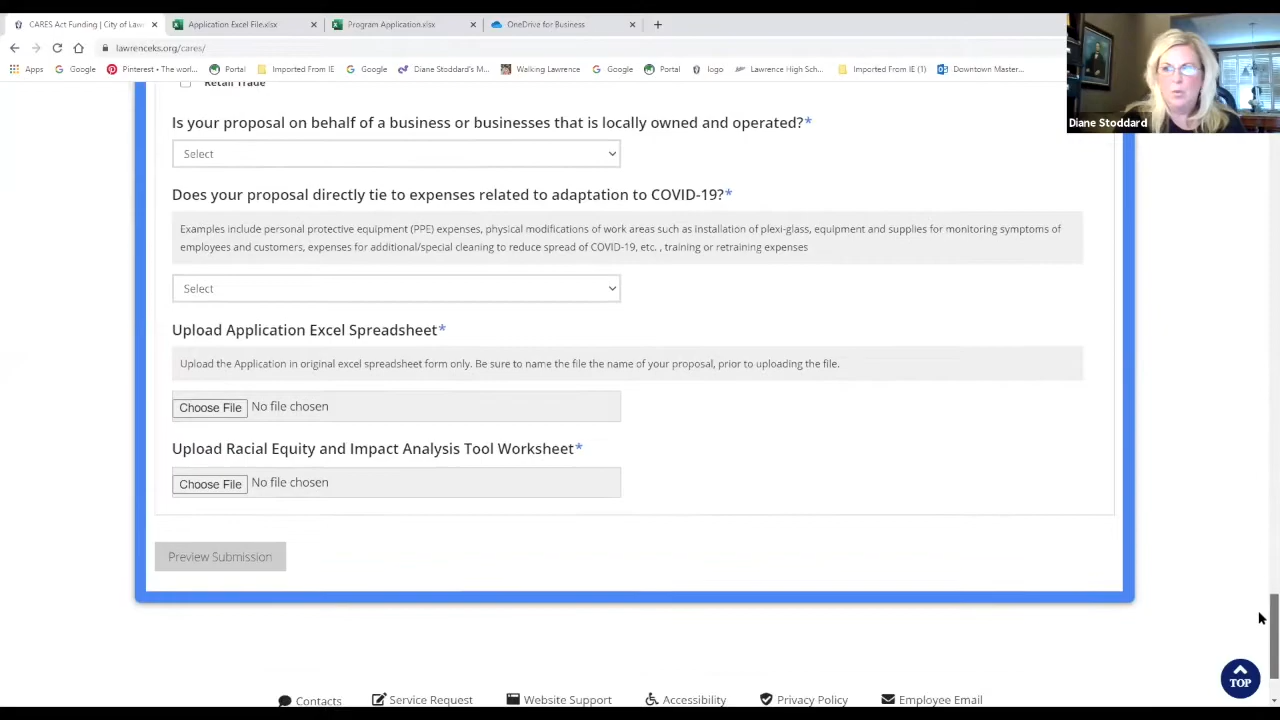 CARES Act Funding | City of Law
Application Excel File.xlsx
Program Application.xlsx
OneDrive for Business
lawrenceks.org/cares/
Apps
Google
Pinterest • The worl...
Portal
Imported From IE
Google
Diane Stoddard's M...
Walking Lawre
Google
Portal
logo
Lawrence High Sch...
Imported From IE (1)
Downtown Master...
Diane Stoddard
Retail Trade
Is your proposal on behalf of a business or businesses that is locally owned and operated?*
Select
Does your proposal directly tie to expenses related to adaptation to COVID-19?*
Examples include personal protective equipment (PPE) expenses, physical modifications of work areas such as installation of plexi-glass, equipment and supplies for monitoring symptoms of
employees and customers, expenses for additional/special cleaning to reduce spread of COVID-19, etc. , training or retraining expenses
Select
Upload Application Excel Spreadsheet*
Upload the Application in original excel spreadsheet form only. Be sure to name the file the name of your proposal, prior to uploading the file.
Choose File No file chosen
Upload Racial Equity and Impact Analysis Tool Worksheet*
Choose File No file chosen
Preview Submission
TOP
Contacts
Service Request
Website Support
Accessibility
Privacy Policy
Employee Email